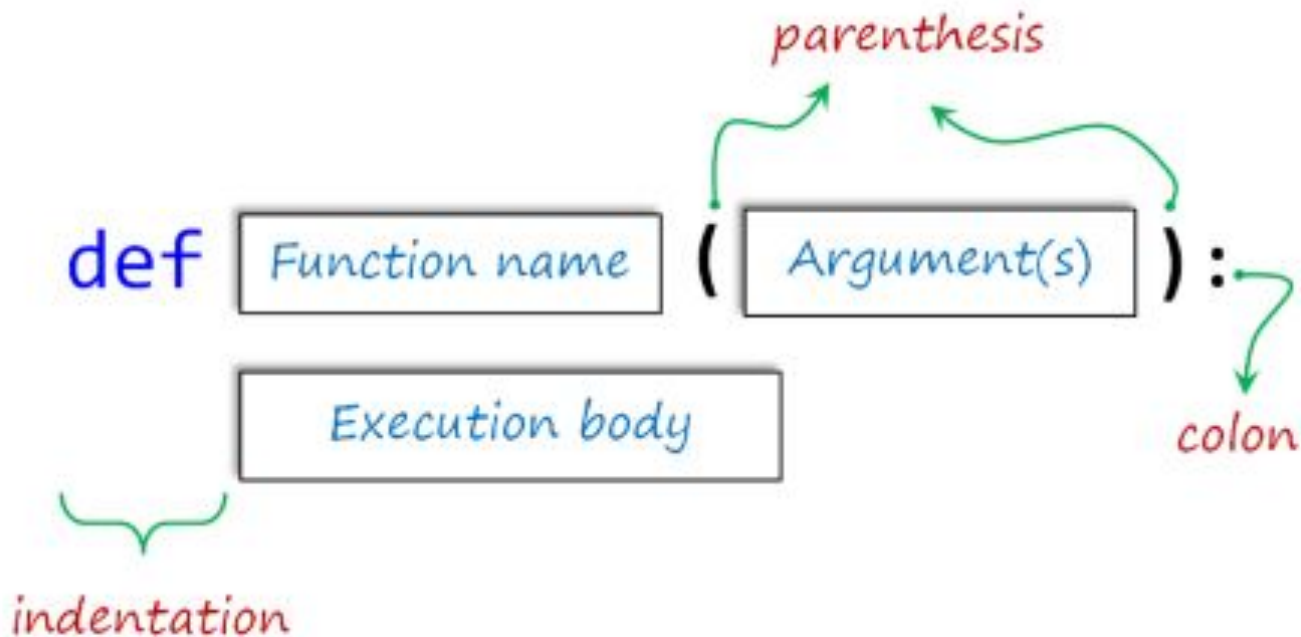 parenthesis
def Function name ( Argument(s) ) :
Execution body
colon
indentation